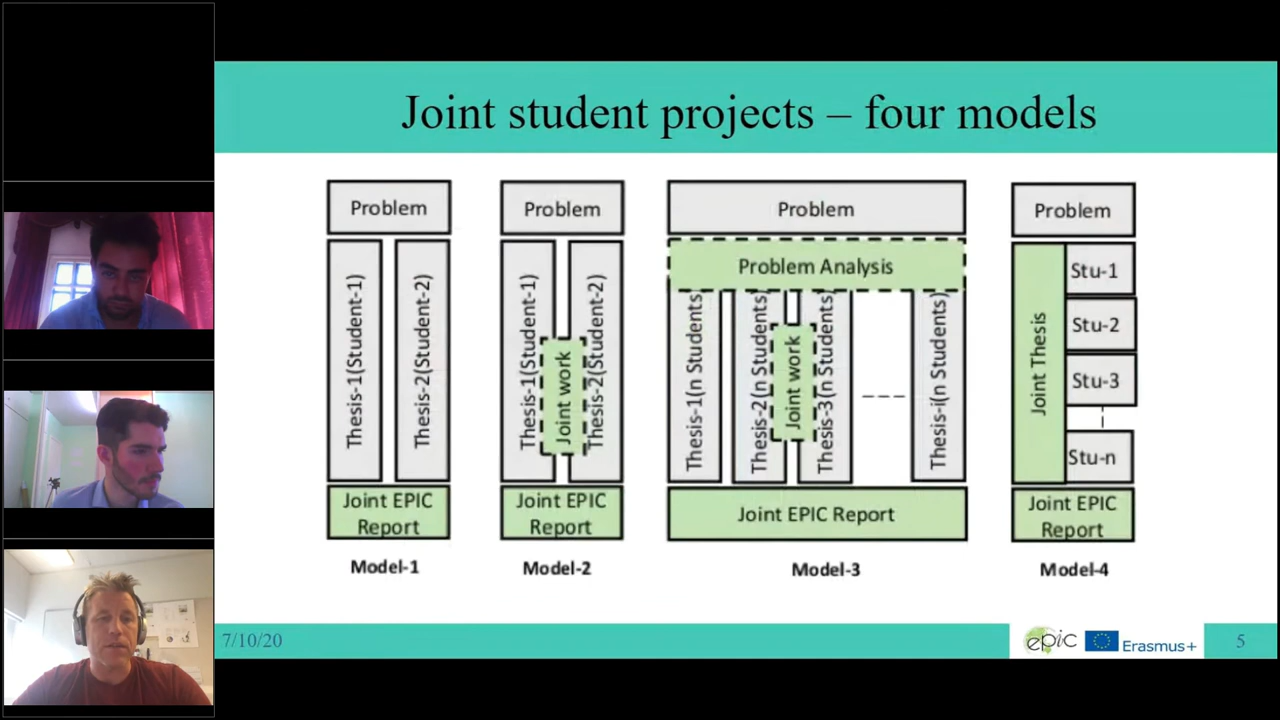 Joint student projects – four models
Problem
Thesis-1(Student-1)
Thesis-2(Student-2)
Joint EPIC
Report
Model-1
Problem
Thesis-1(Student-1)
Joint work
Thesis-2(Student-2)
Joint EPIC
Report
Model-2
Problem
Problem Analysis
Thesis-1(n Students)
Thesis-2(n Students)
Joint work
Thesis-3(n Students)
Thesis-i(n Students)
Joint EPIC Report
Model-3
Problem
Joint Thesis
Stu-1
Stu-2
Stu-3
Stu-n
Joint EPIC
Report
Model-4
7/10/20
epic
Erasmus+
5